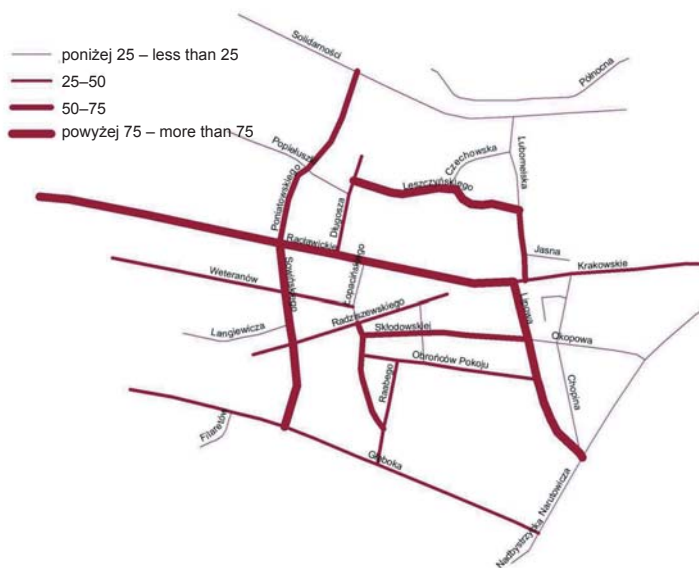 Solidarności
poniżej 25 – less than 25
25–50
50–75
powyżej 75 – more than 75
Północna
Popiełuszki
Czechowska
Lubomelska
Leszczyńskiego
Poniatowskiego
Długosza
Racławickie
Jasna
Krakowskie
Weteranów
Sowińskiego
Łopacińskiego
Radziszewskiego
Lipowa
Langiewicza
Skłodowskiej
Okopowa
Obrońców Pokoju
Raabego
Chopina
Filaretów
Głęboka
Narutowicza
Nadbystrzycka